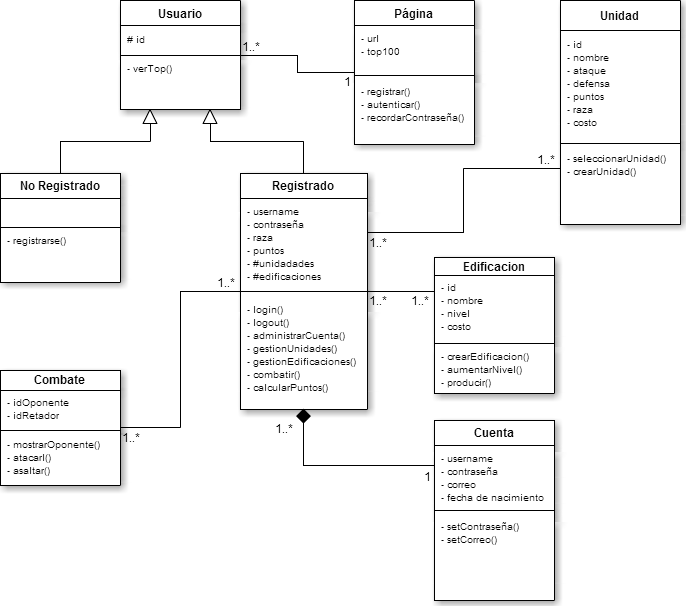 Usuario
# id
- verTop()
1..*
1
Página
- url
- top100
- registrar()
- autenticar()
- recordarContraseña()
Unidad
- id
- nombre
- ataque
- defensa
- puntos
- raza
- costo
- seleccionarUnidad()
- crearUnidad()
1..*
1..*
No Registrado
- registrarse()
Registrado
- username
- contraseña
- raza
- puntos
- #unidadades
- #edificaciones
- login()
- logout()
- administrarCuenta()
- gestionUnidades()
- gestionEdificaciones()
- combatir()
- calcularPuntos()
1..*
1..*
1..*
Edificacion
- id
- nombre
- nivel
- costo
- crearEdificacion()
- aumentarNivel()
- producir()
Combate
- idOponente
- idRetador
- mostrarOponente()
- atacarl()
- asaltar()
1..*
1..*
1
Cuenta
- username
- contraseña
- correo
- fecha de nacimiento
- setContraseña()
- setCorreo()